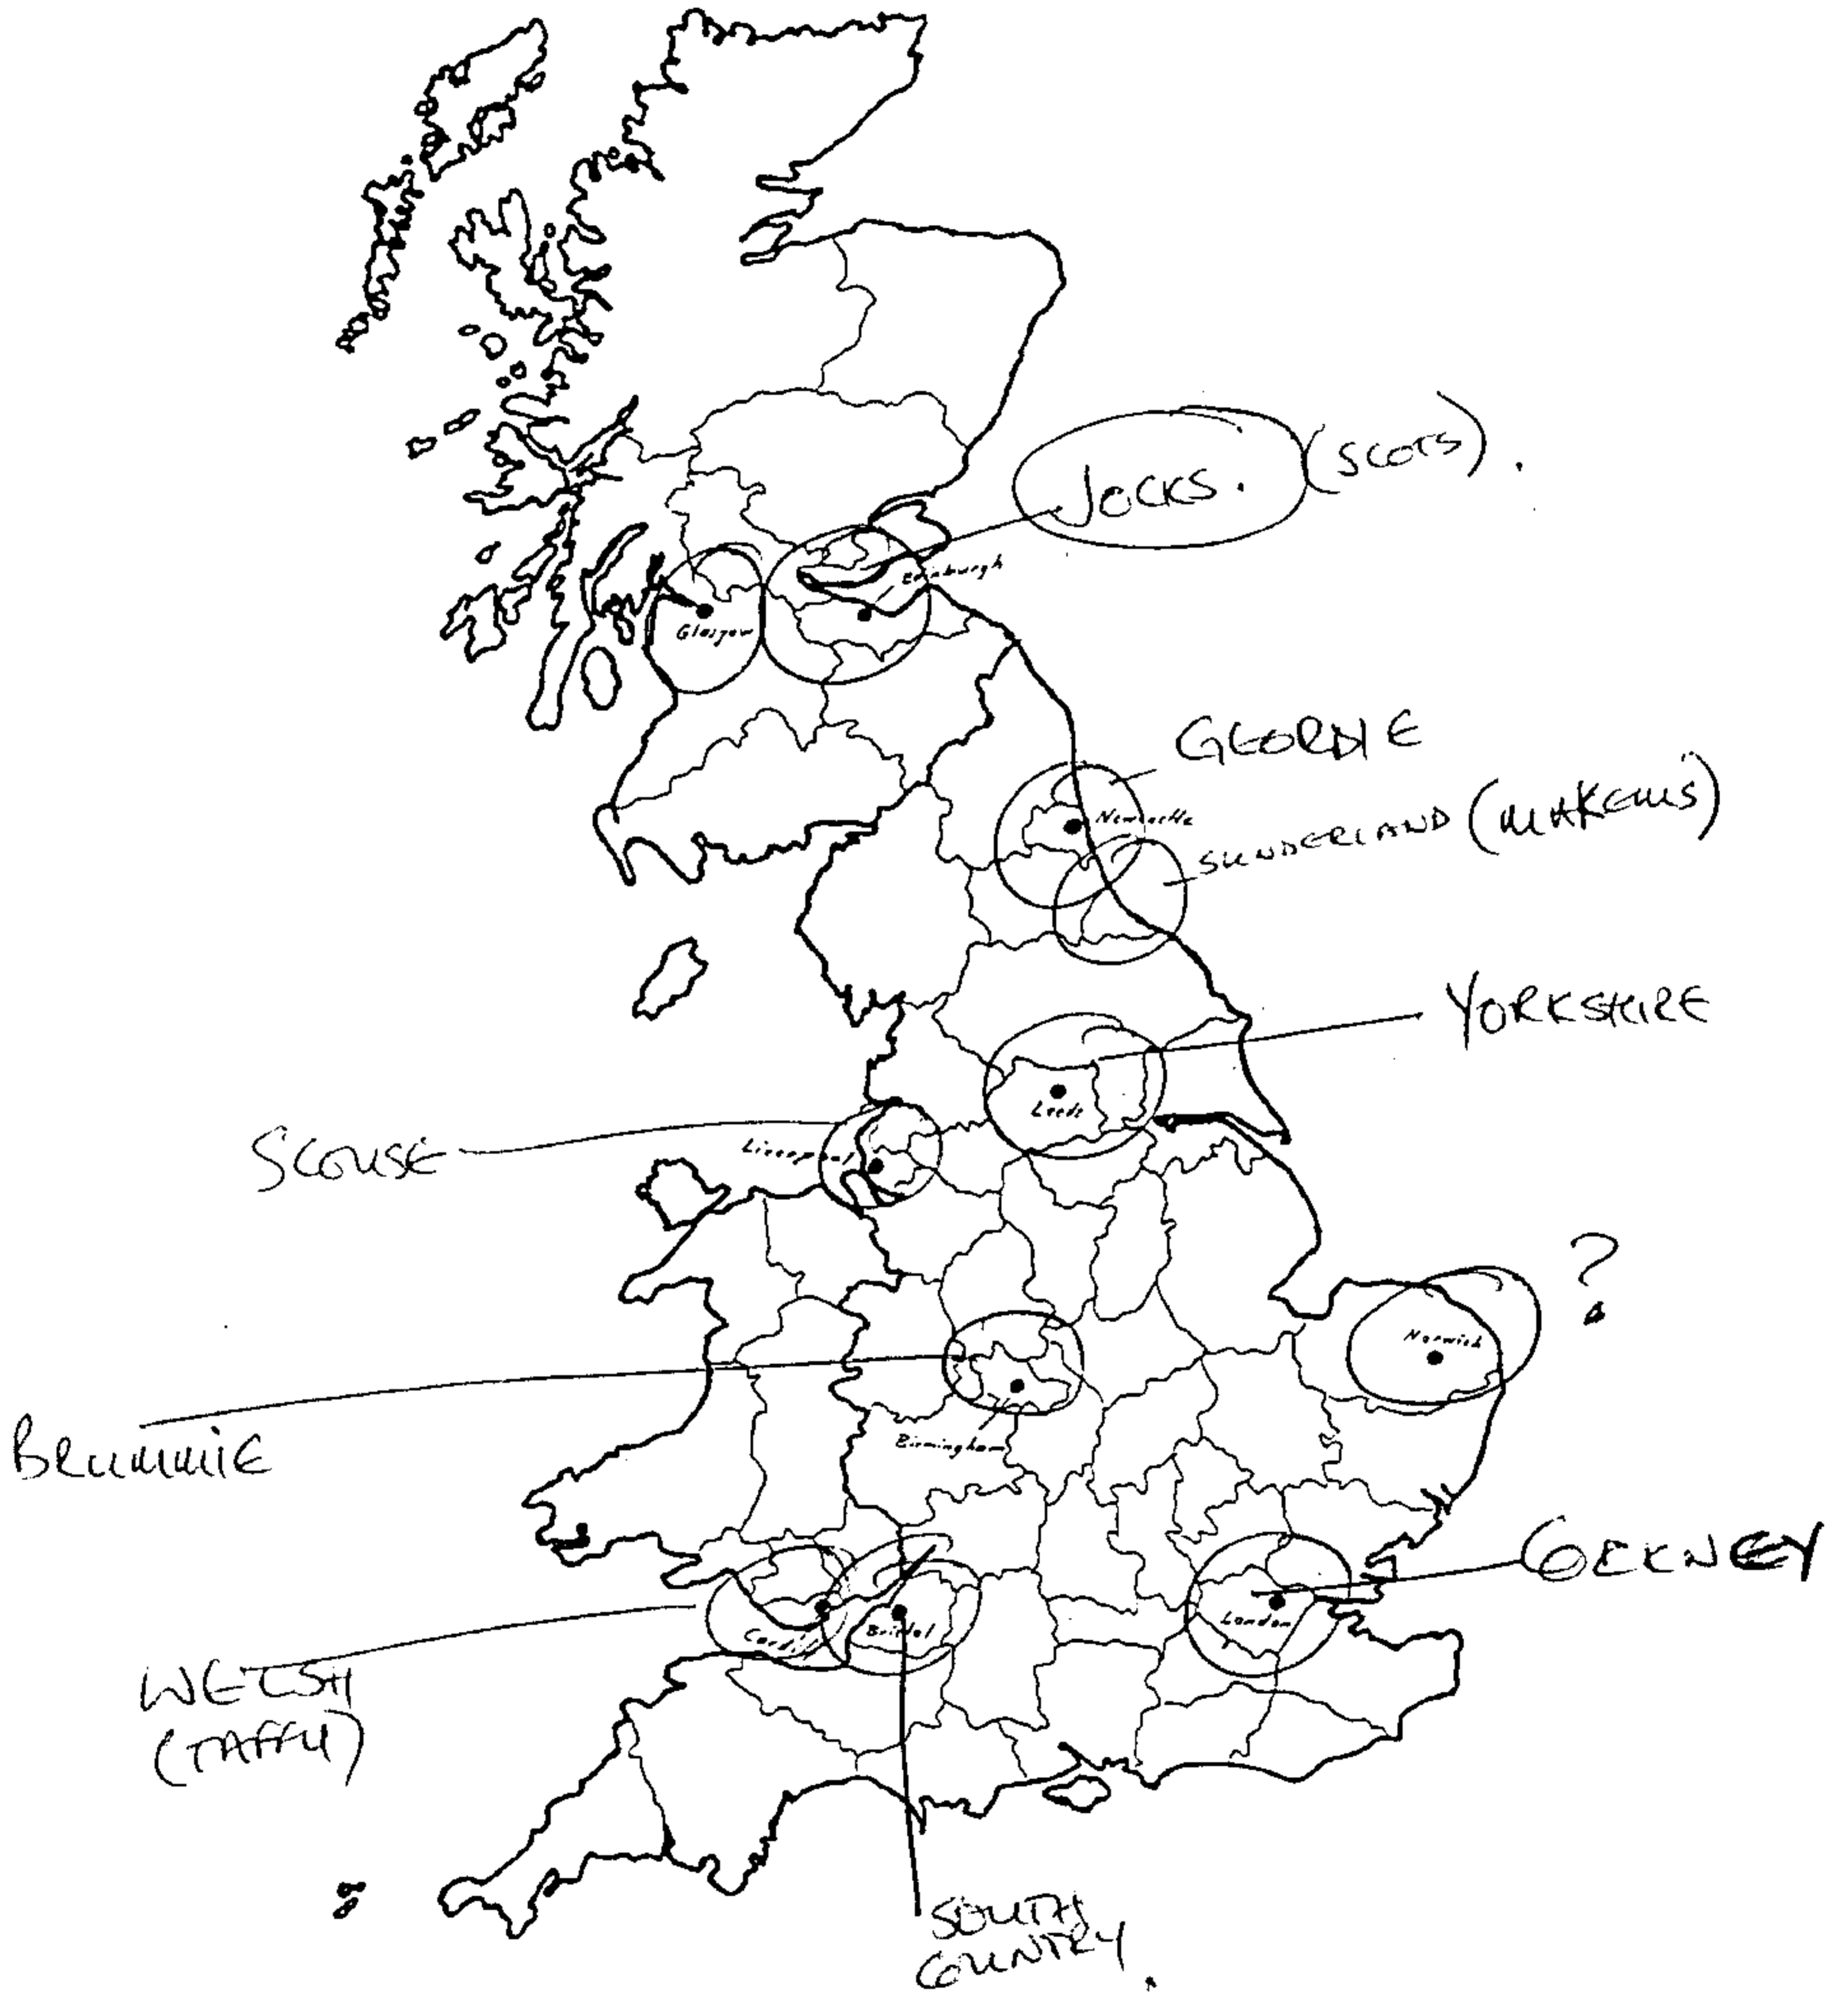 JOCKS. (SCOTS).
Edinburgh
Glasgow
GEORDIE
Newcastle
SUNDERLAND (MAKEMS)
YORKSHIRE
Leeds
SCOUSE
Liverpool
?
Norwich
BRUMMIE
Birmingham
COCKNEY
London
Cardiff
Bristol
WELSH
(TAFFY)
SOUTH
COUNTRY.